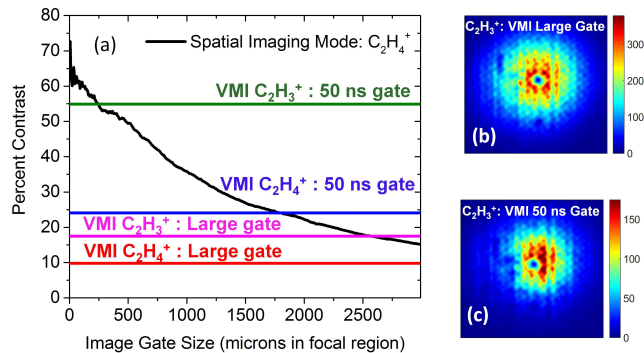 (a)
Spatial Imaging Mode: C₂H₄⁺
VMI C₂H₃⁺ : 50 ns gate
VMI C₂H₄⁺ : 50 ns gate
VMI C₂H₃⁺ : Large gate
VMI C₂H₄⁺ : Large gate
Percent Contrast
80
70
60
50
40
30
20
10
0
0 500 1000 1500 2000 2500
Image Gate Size (microns in focal region)
C₂H₃⁺: VMI Large Gate
(b)
300
200
100
0
C₂H₃⁺: VMI 50 ns Gate
(c)
150
100
50
0